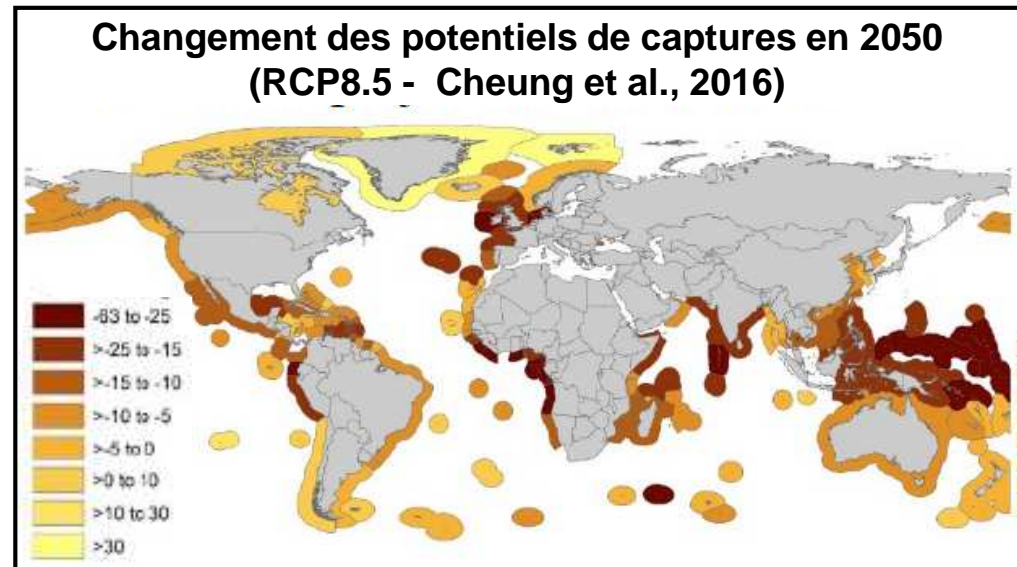 Changement des potentiels de captures en 2050
(RCP8.5 - Cheung et al., 2016)
-63 to -25
>-25 to -15
>-15 to -10
>-10 to -5
>-5 to 0
>0 to 10
>10 to 30
>30